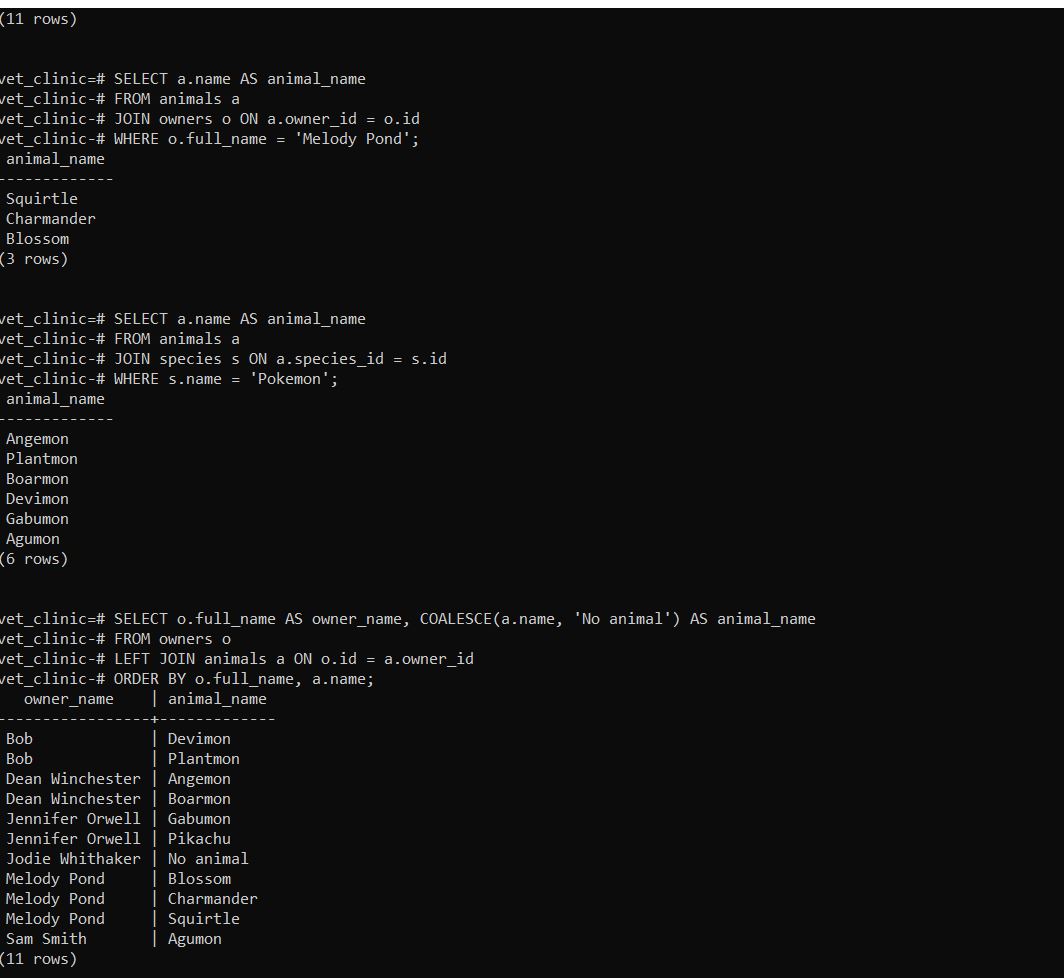 (11 rows)
vet_clinic=# SELECT a.name AS animal_name
vet_clinic-# FROM animals a
vet_clinic-# JOIN owners o ON a.owner_id = o.id
vet_clinic-# WHERE o.full_name = 'Melody Pond';
animal_name
-------------
Squirtle
Charmander
Blossom
(3 rows)
vet_clinic=# SELECT a.name AS animal_name
vet_clinic-# FROM animals a
vet_clinic-# JOIN species s ON a.species_id = s.id
vet_clinic-# WHERE s.name = 'Pokemon';
animal_name
-------------
Angemon
Plantmon
Boarmon
Devimon
Gabumon
Agumon
(6 rows)
vet_clinic=# SELECT o.full_name AS owner_name, COALESCE(a.name, 'No animal') AS animal_name
vet_clinic-# FROM owners o
vet_clinic-# LEFT JOIN animals a ON o.id = a.owner_id
vet_clinic-# ORDER BY o.full_name, a.name;
owner_name | animal_name
-----------------+-------------
Bob | Devimon
Bob | Plantmon
Dean Winchester | Angemon
Dean Winchester | Boarmon
Jennifer Orwell | Gabumon
Jennifer Orwell | Pikachu
Jodie Whithaker | No animal
Melody Pond | Blossom
Melody Pond | Charmander
Melody Pond | Squirtle
Sam Smith | Agumon
(11 rows)